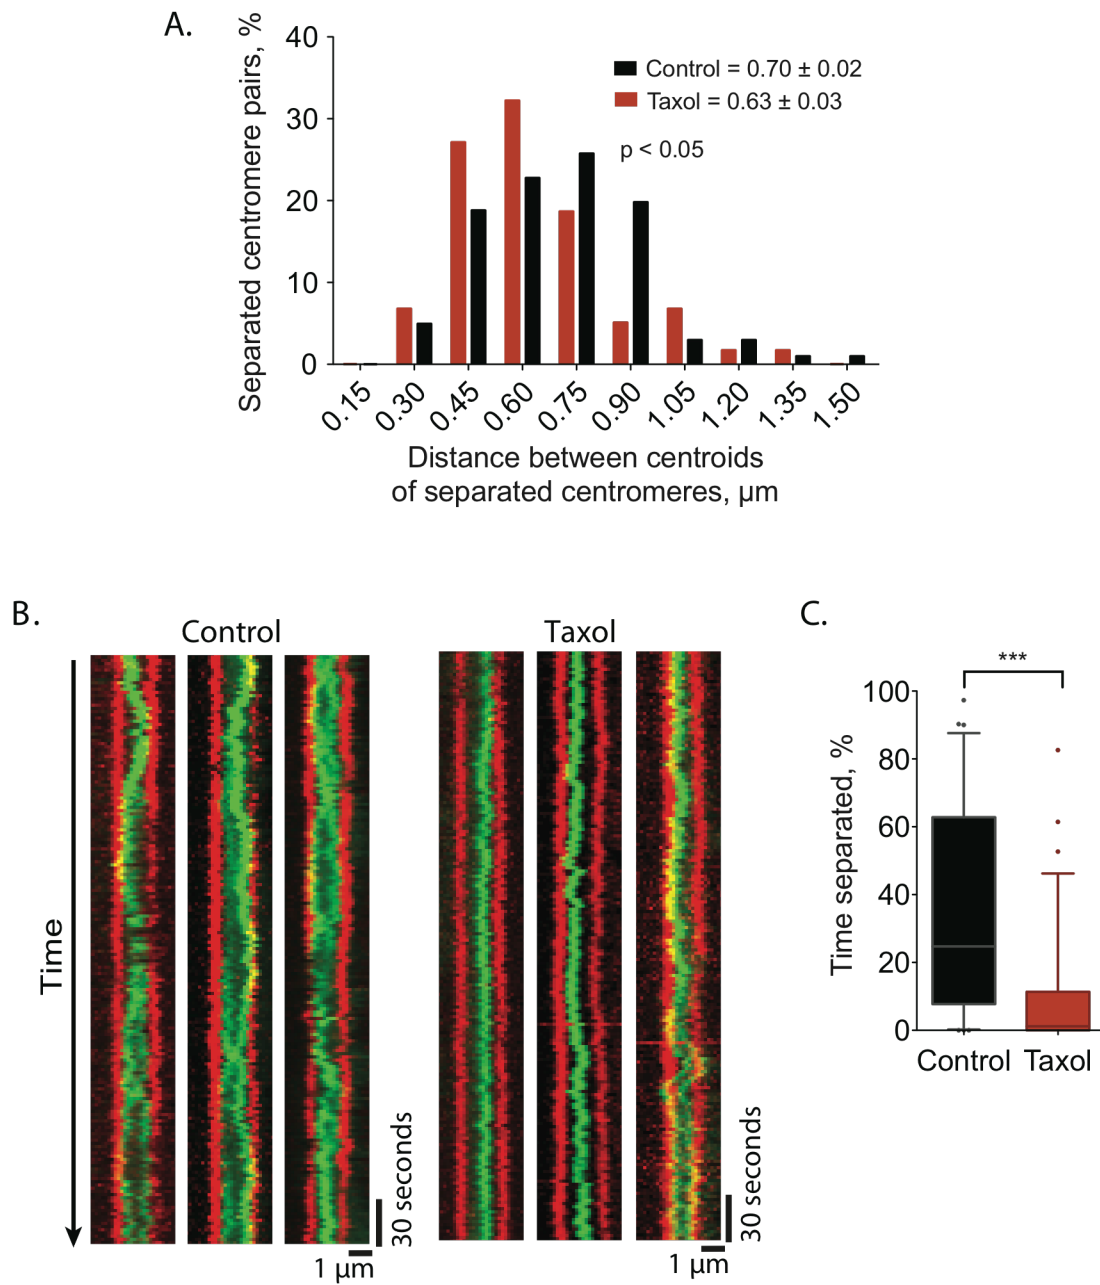 A.
Separated centromere pairs, %
40
30
20
10
0
Control = 0.70 ± 0.02
Taxol = 0.63 ± 0.03
p < 0.05
0.15 0.30 0.45 0.60 0.75 0.90 1.05 1.20 1.35 1.50
Distance between centroids
of separated centromeres, μm
B.
Control
Taxol
Time
30 seconds
1 μm
30 seconds
1 μm
C.
***
Time separated, %
100
80
60
40
20
0
Control Taxol